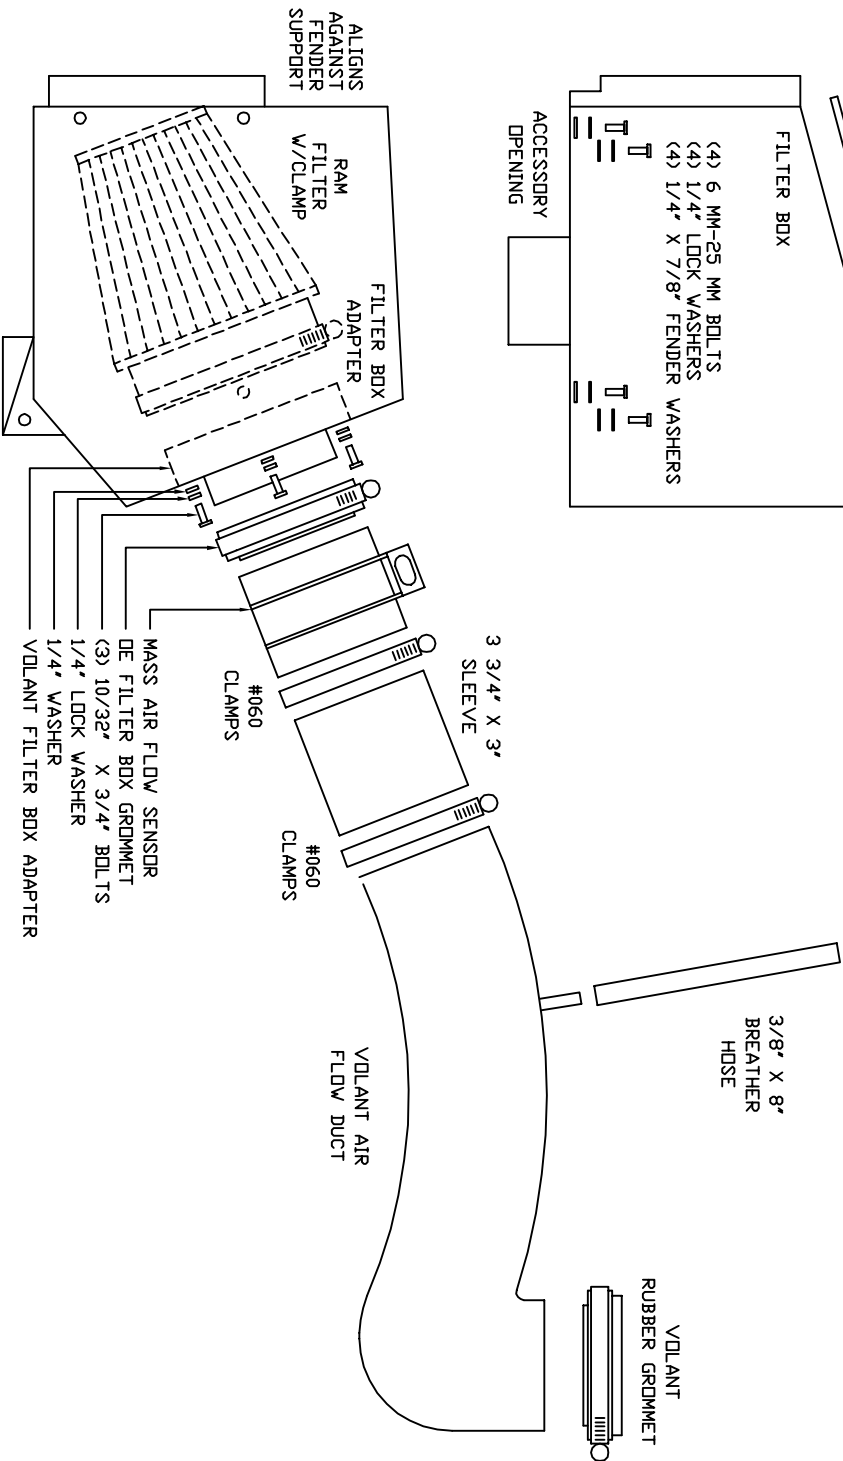 FILTER BOX
(4) 6 MM-25 MM BOLTS
(4) 1/4" LOCK WASHERS
(4) 1/4" X 7/8" FENDER WASHERS
ACCESSORY
OPENING
ALIGNS
AGAINST
FENDER
SUPPORT
RAM
FILTER
W/CLAMP
FILTER BOX
ADAPTER
3 3/4" X 3"
SLEEVE
#060
CLAMPS
#060
CLAMPS
MASS AIR FLOW SENSOR
OE FILTER BOX GROMMET
(3) 10/32" X 3/4" BOLTS
1/4" LOCK WASHER
1/4" WASHER
VOLANT FILTER BOX ADAPTER
3/8" X 8"
BREATHER
HOSE
VOLANT AIR
FLOW DUCT
VOLANT
RUBBER GROMMET